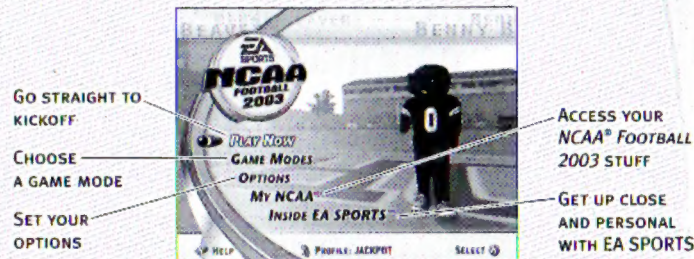 BENNY B
EA
SPORTS
NCAA
FOOTBALL
2003
0
GO STRAIGHT TO
KICKOFF
CHOOSE
A GAME MODE
SET YOUR
OPTIONS
PLAY NOW
GAME MODES
OPTIONS
MY NCAA
INSIDE EA SPORTS
HELP
PROFILE: JACKPOT
SELECT
ACCESS YOUR
NCAA® FOOTBALL
2003 STUFF
GET UP CLOSE
AND PERSONAL
WITH EA SPORTS